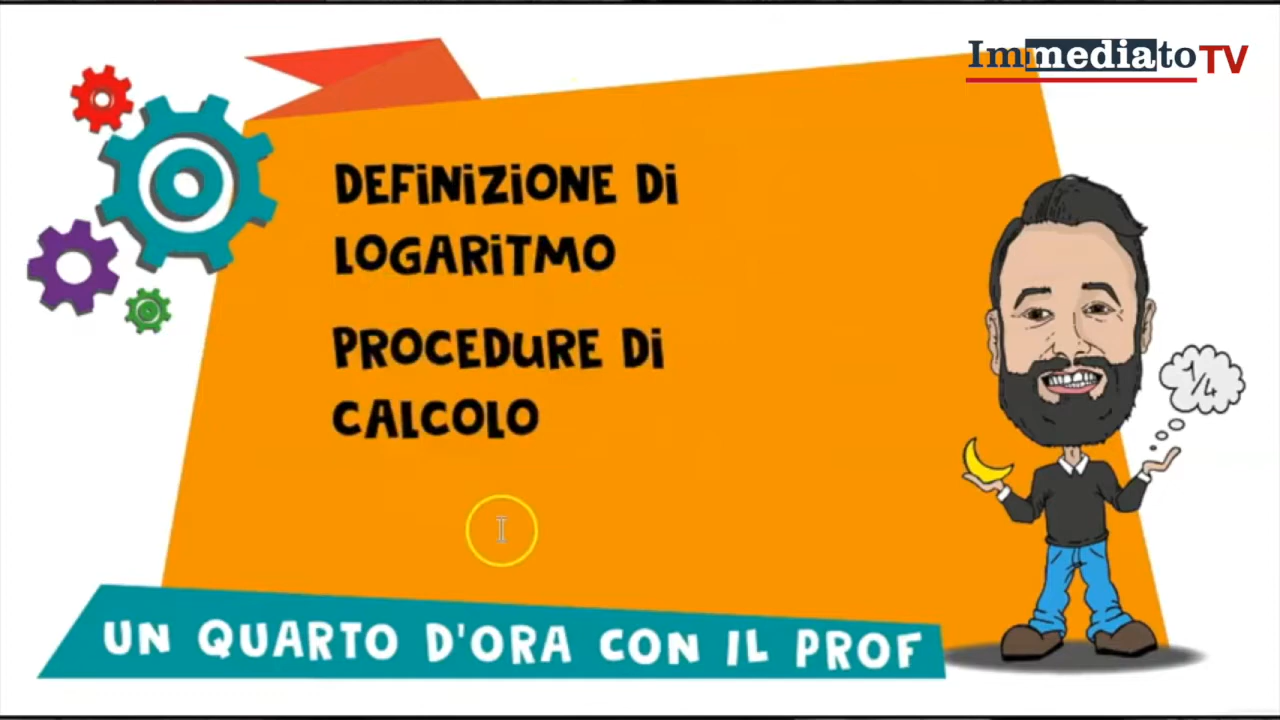 ImmediatoTV
DEFiNiZiONE Di
LOGARiTMO
PROCEDURE Di
CALCOLO
1/4
UN QUARTO D'ORA CON IL PROF